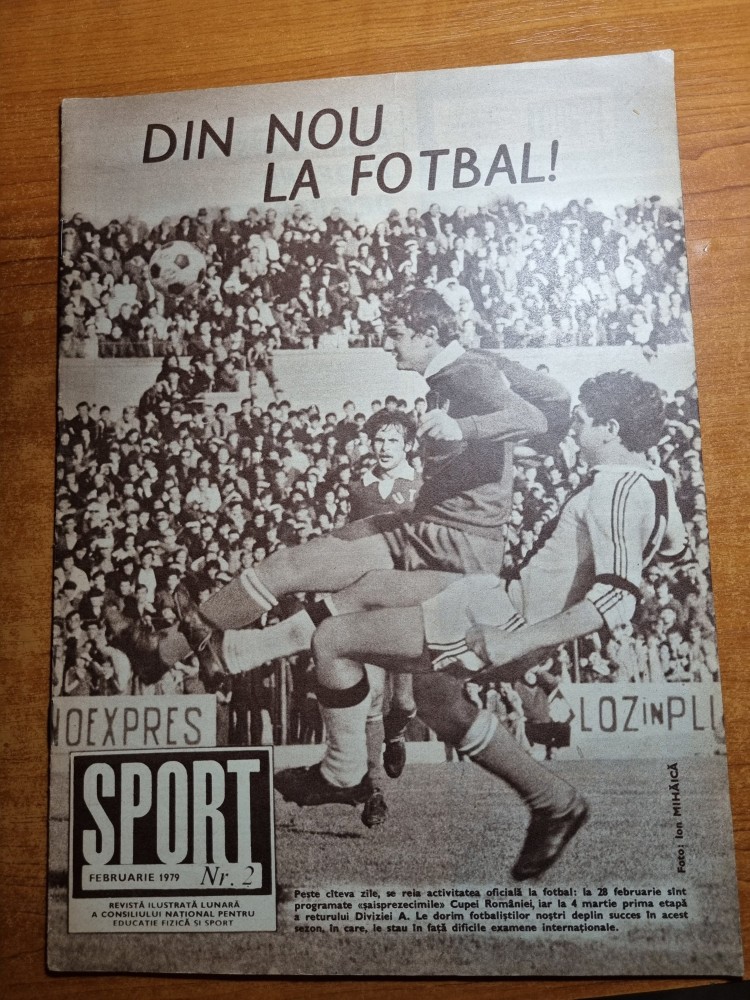 DIN NOU
LA FOTBAL!
NOEXPRES
LOZ în PLI
SPORT
FEBRUARIE 1979 Nr. 2
REVISTĂ ILUSTRATĂ LUNARĂ
A CONSILIULUI NAȚIONAL PENTRU
EDUCAȚIE FIZICĂ ȘI SPORT
Foto: Ion MIHĂICĂ
Peste cîteva zile, se reia activitatea oficială la fotbal: la 28 februarie sînt
programate «șaisprezecimile» Cupei României, iar la 4 martie prima etapă
a returului Diviziei A. Le dorim fotbaliștilor noștri deplin succes în acest
sezon, în care, le stau în față dificile examene internaționale.